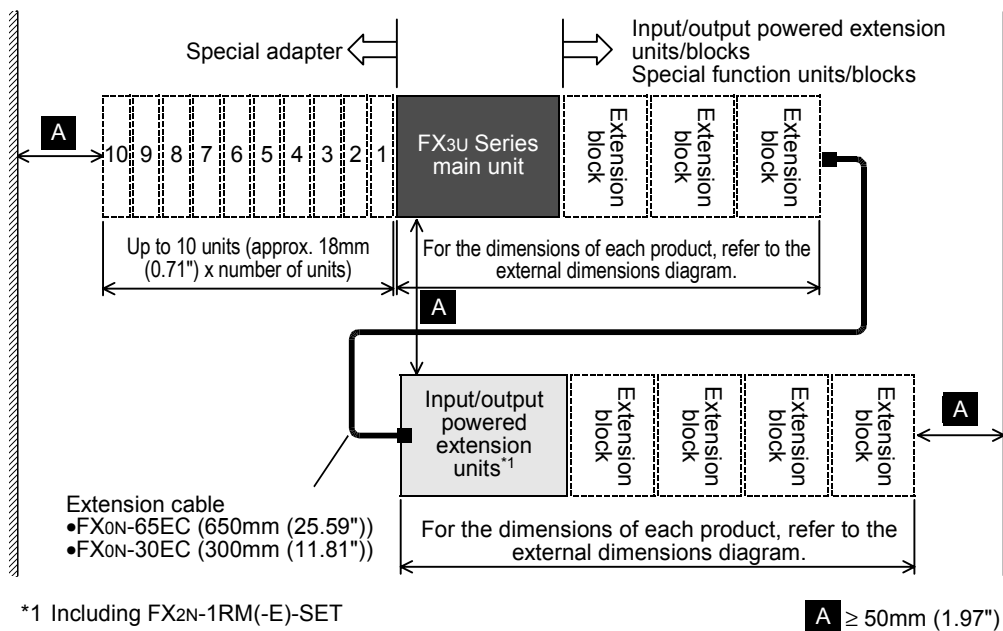 Special adapter
Input/output powered extension
units/blocks
Special function units/blocks
A
10 9 8 7 6 5 4 3 2 1
FX3U Series
main unit
Extension
block
Extension
block
Extension
block
Up to 10 units (approx. 18mm
(0.71") x number of units)
For the dimensions of each product, refer to the
external dimensions diagram.
A
Input/output
powered
extension
units*1
Extension
block
Extension
block
Extension
block
Extension
block
A
Extension cable
•FX0N-65EC (650mm (25.59"))
•FX0N-30EC (300mm (11.81"))
For the dimensions of each product, refer to the
external dimensions diagram.
*1 Including FX2N-1RM(-E)-SET
A ≥ 50mm (1.97")